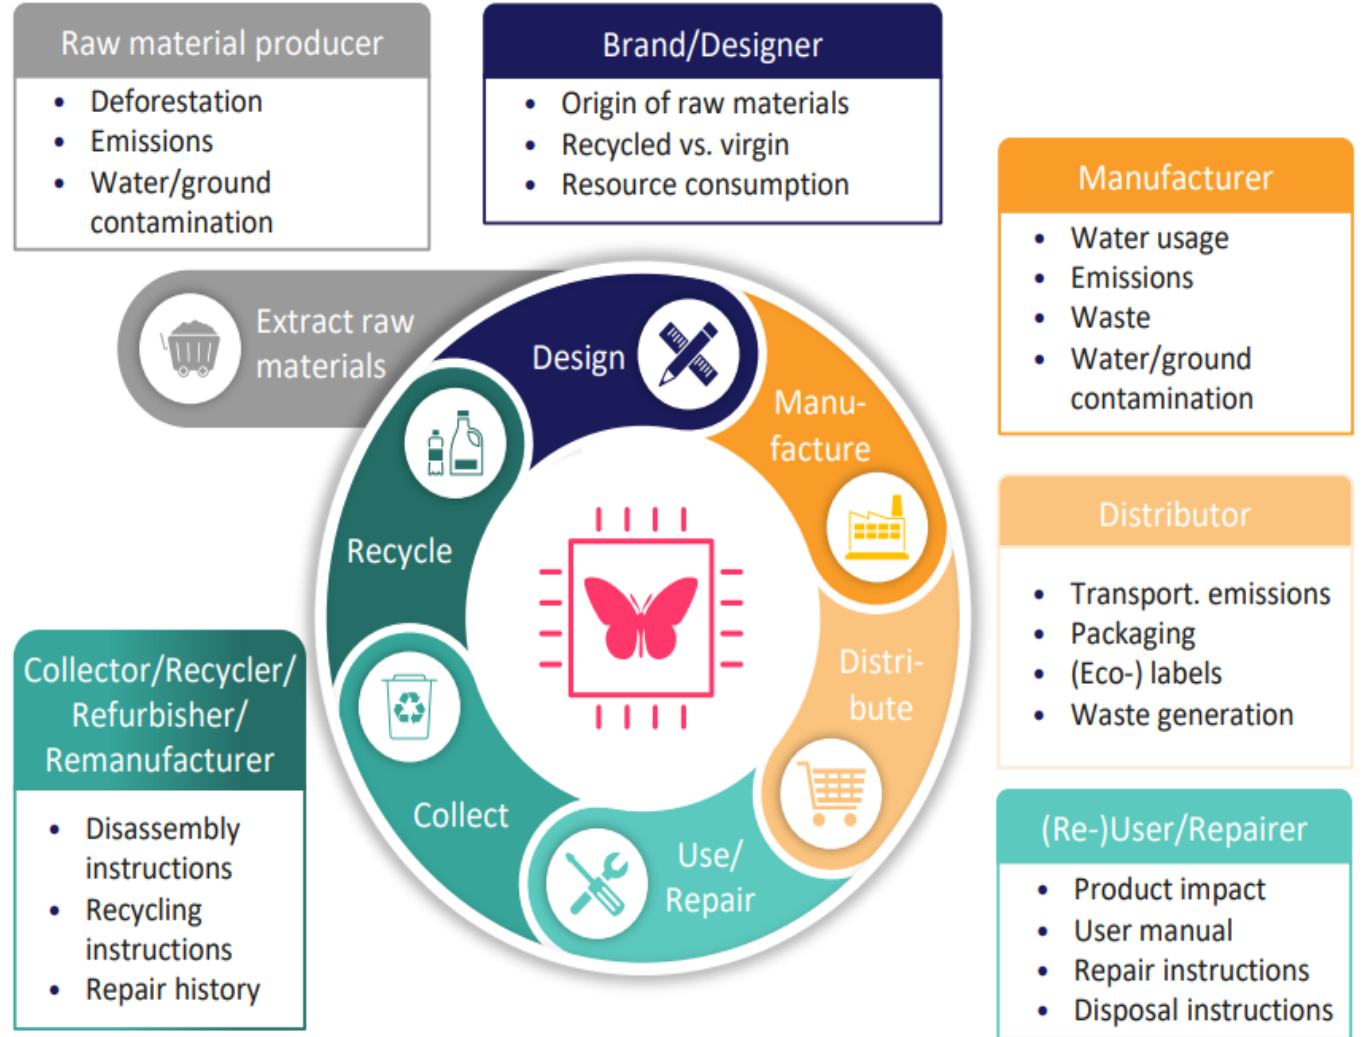 Raw material producer
• Deforestation
• Emissions
• Water/ground
contamination
Brand/Designer
• Origin of raw materials
• Recycled vs. virgin
• Resource consumption
Manufacturer
• Water usage
• Emissions
• Waste
• Water/ground
contamination
Extract raw
materials
Design
Manu-
facture
Distri-
bute
Use/
Repair
Collect
Recycle
Distributor
• Transport. emissions
• Packaging
• (Eco-) labels
• Waste generation
Collector/Recycler/
Refurbisher/
Remanufacturer
• Disassembly
instructions
• Recycling
instructions
• Repair history
(Re-)User/Repairer
• Product impact
• User manual
• Repair instructions
• Disposal instructions